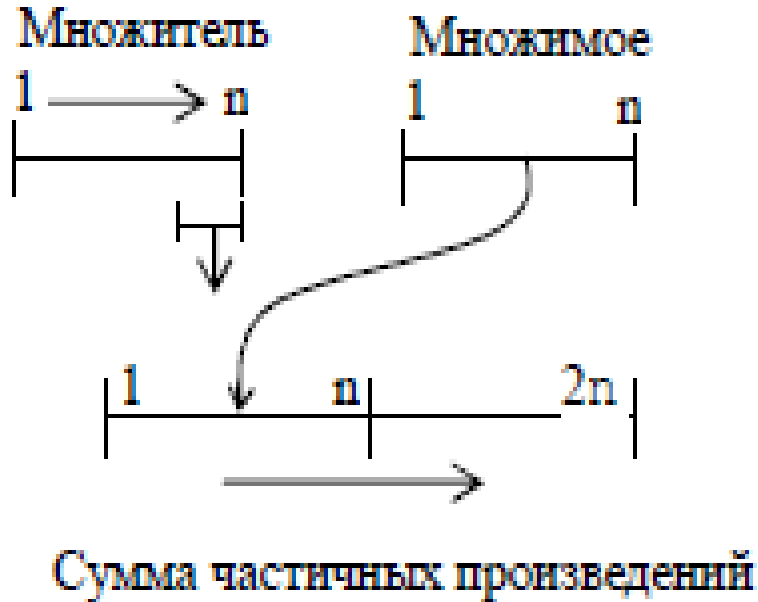 Множитель Множимое
1 n 1 n
1 n 2n
Сумма частичных произведений